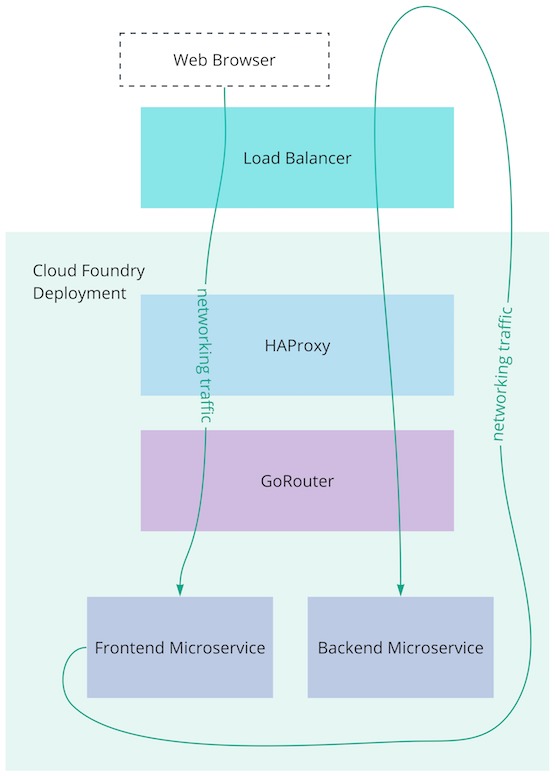 Web Browser
Load Balancer
Cloud Foundry
Deployment
networking traffic
HAProxy
networking traffic
GoRouter
Frontend Microservice
Backend Microservice